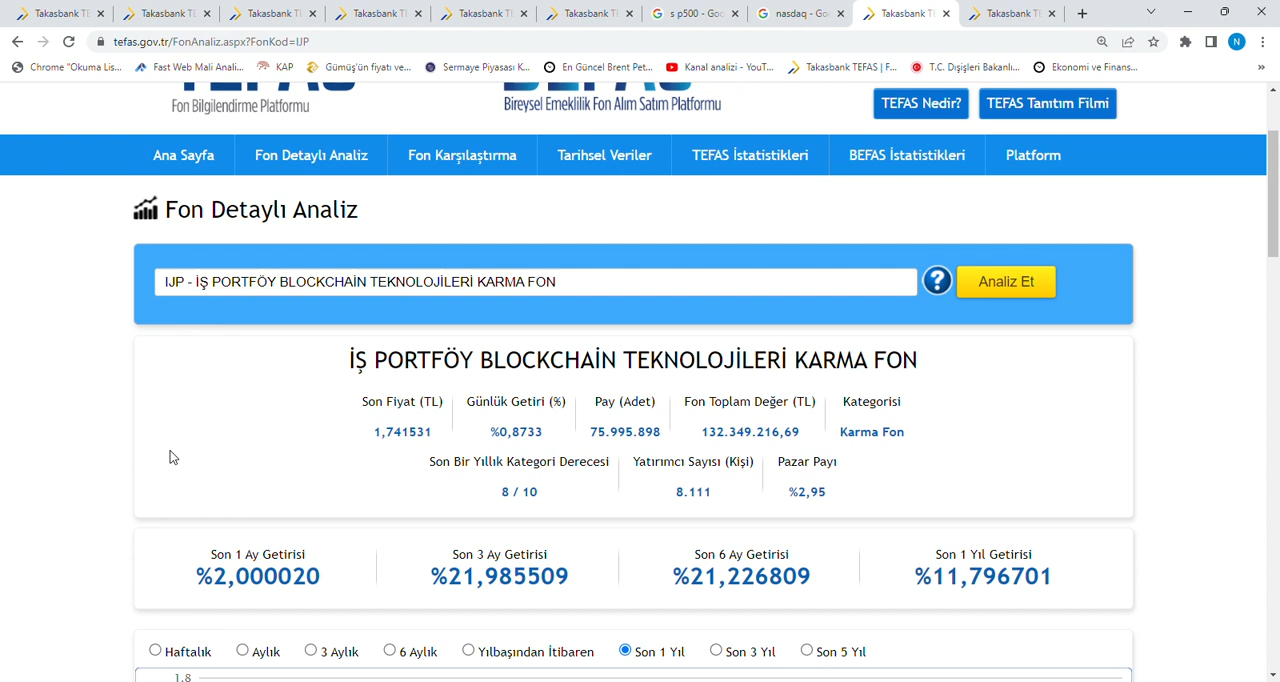 Takasbank TE
Takasbank TE
Takasbank TE
Takasbank TE
Takasbank TE
Takasbank TE
s p500 - Goo
nasdaq - Go
Takasbank TE
Takasbank TE
tefas.gov.tr/FonAnaliz.aspx?FonKod=IJP
N
Chrome "Okuma Lis...
Fast Web Mali Anali...
KAP
Gümüş'ün fiyatı ve...
Sermaye Piyasası K...
En Güncel Brent Pet...
Kanal analizi - YouT...
Takasbank TEFAS | F...
T.C. Dışişleri Bakanlı...
Ekonomi ve Finans...
»
Fon Bilgilendirme Platformu
Bireysel Emeklilik Fon Alım Satım Platformu
TEFAS Nedir?
TEFAS Tanıtım Filmi
Ana Sayfa
Fon Detaylı Analiz
Fon Karşılaştırma
Tarihsel Veriler
TEFAS İstatistikleri
BEFAS İstatistikleri
Platform
Fon Detaylı Analiz
IJP - İŞ PORTFÖY BLOCKCHAİN TEKNOLOJİLERİ KARMA FON
?
Analiz Et
İŞ PORTFÖY BLOCKCHAİN TEKNOLOJİLERİ KARMA FON
Son Fiyat (TL)
Günlük Getiri (%)
Pay (Adet)
Fon Toplam Değer (TL)
Kategorisi
1,741531
%0,8733
75.995.898
132.349.216,69
Karma Fon
Son Bir Yıllık Kategori Derecesi
Yatırımcı Sayısı (Kişi)
Pazar Payı
8 / 10
8.111
%2,95
Son 1 Ay Getirisi
Son 3 Ay Getirisi
Son 6 Ay Getirisi
Son 1 Yıl Getirisi
%2,000020
%21,985509
%21,226809
%11,796701
Haftalık
Aylık
3 Aylık
6 Aylık
Yılbaşından İtibaren
Son 1 Yıl
Son 3 Yıl
Son 5 Yıl
1.8